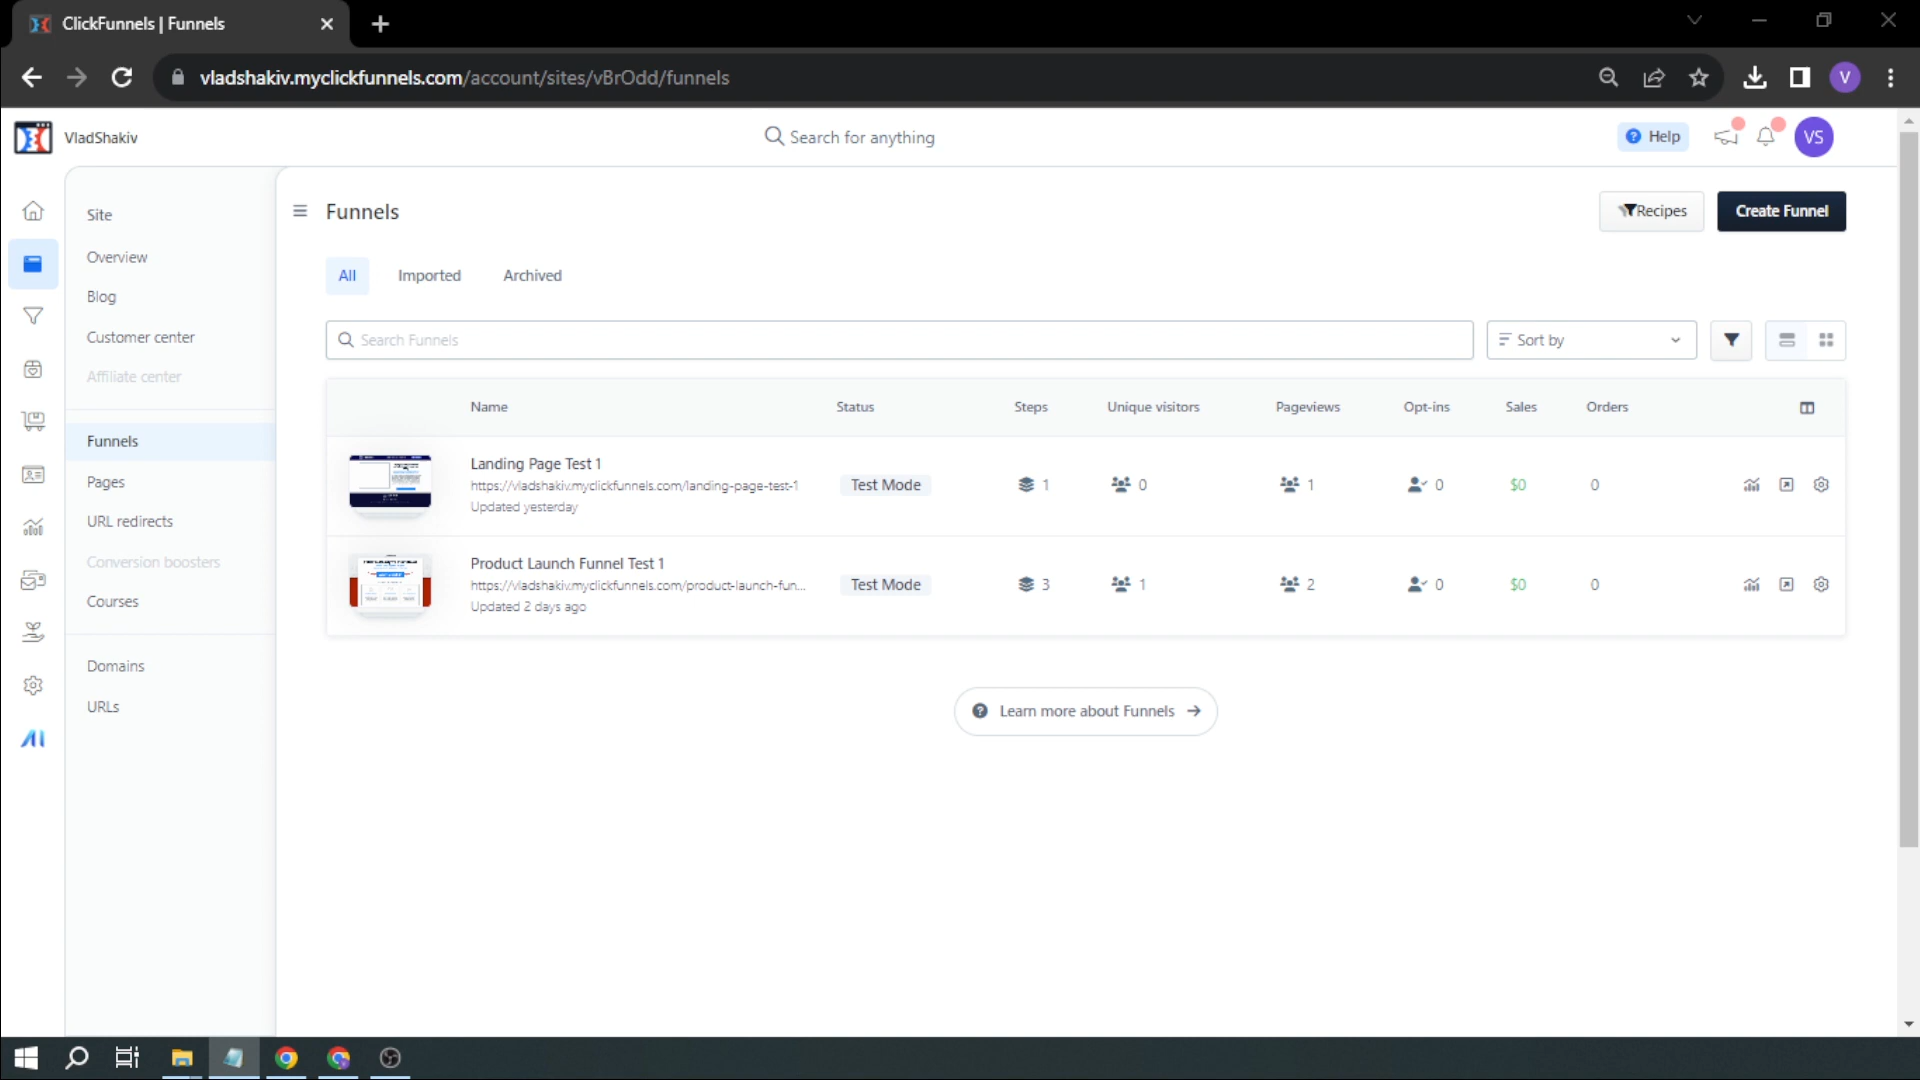 ClickFunnels | Funnels
vladshakiv.myclickfunnels.com/account/sites/vBrOdd/funnels
V
VladShakiv
Search for anything
Help
VS
Site
Overview
Blog
Customer center
Affiliate center
Funnels
Pages
URL redirects
Conversion boosters
Courses
Domains
URLs
AI
Funnels
Recipes
Create Funnel
All Imported Archived
Search Funnels
Sort by
Name Status Steps Unique visitors Pageviews Opt-ins Sales Orders
Landing Page Test 1
https://vladshakiv.myclickfunnels.com/landing-page-test-1
Updated yesterday
Test Mode 1 0 1 0 $0 0
Product Launch Funnel Test 1
https://vladshakiv.myclickfunnels.com/product-launch-fun...
Updated 2 days ago
Test Mode 3 1 2 0 $0 0
Learn more about Funnels